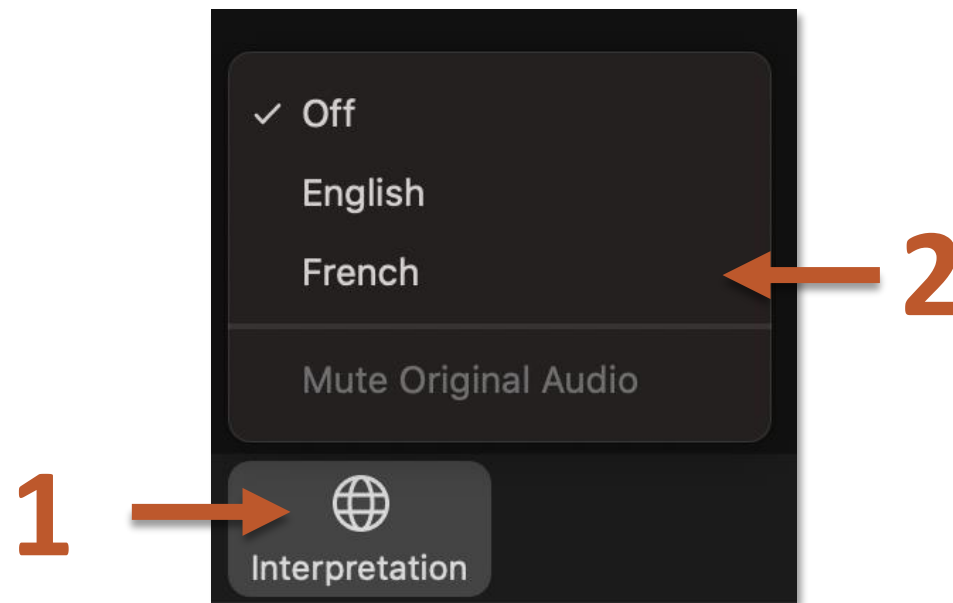 ✓ Off
English
French
2
Mute Original Audio
1
Interpretation